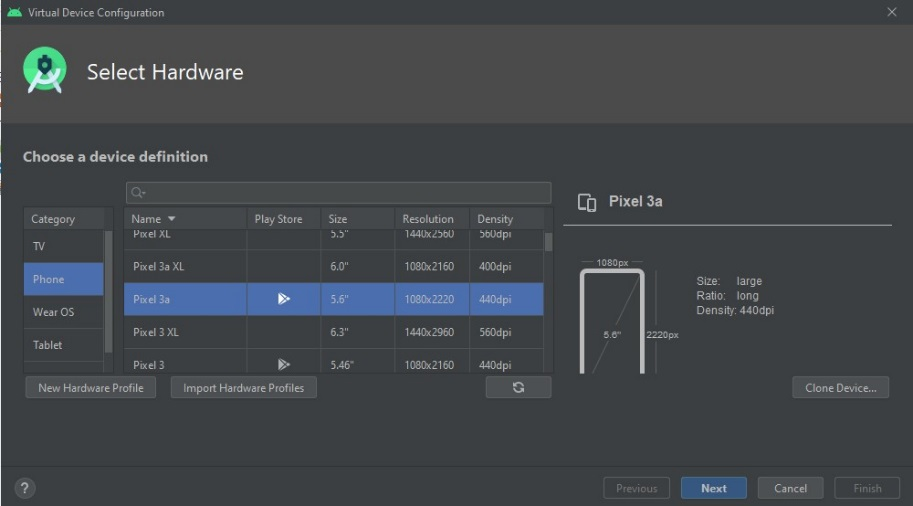 Virtual Device Configuration
Select Hardware
Choose a device definition
Category
TV
Phone
Wear OS
Tablet
Name Play Store Size Resolution Density
Pixel XL 5.5" 1440x2560 560dpi
Pixel 3a XL 6.0" 1080x2160 400dpi
Pixel 3a 5.6" 1080x2220 440dpi
Pixel 3 XL 6.3" 1440x2960 560dpi
Pixel 3 5.46" 1080x2160 440dpi
New Hardware Profile Import Hardware Profiles
Pixel 3a
1080px
5.6"
2220px
Size: large
Ratio: long
Density: 440dpi
Clone Device...
? Previous Next Cancel Finish